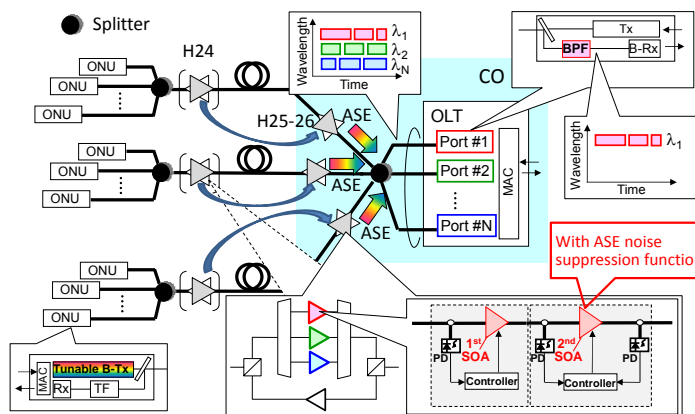 Splitter
H24
ONU
ONU
ONU
Wavelength
λ1
λ2
λN
Time
CO
Tx
BPF
B-Rx
H25-26
ASE
OLT
Port #1
Port #2
Port #N
MAC
Wavelength
λ1
Time
ONU
ONU
ONU
ASE
ASE
With ASE noise
suppression functio
ONU
ONU
ONU
1st
SOA
2nd
SOA
PD
PD
PD
Controller
Controller
MAC
Tunable B-Tx
Rx
TF